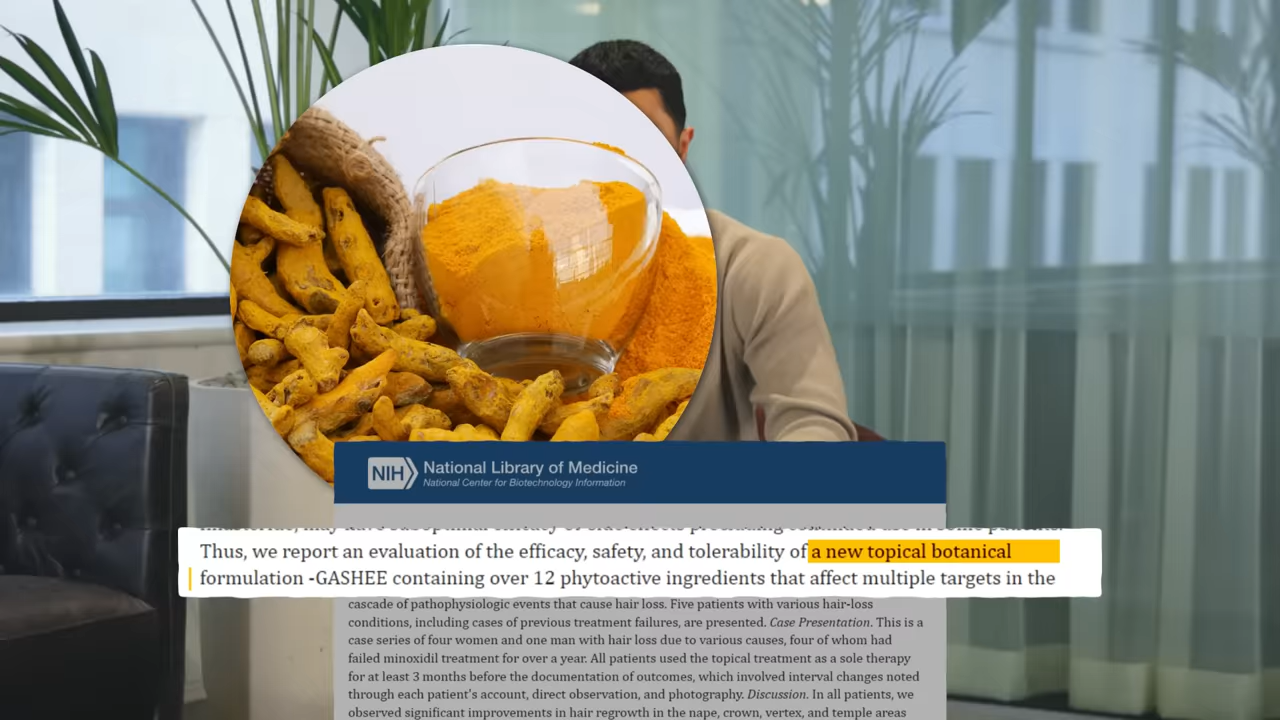 NIH National Library of Medicine
National Center for Biotechnology Information
Thus, we report an evaluation of the efficacy, safety, and tolerability of a new topical botanical
formulation -GASHEE containing over 12 phytoactive ingredients that affect multiple targets in the
cascade of pathophysiologic events that cause hair loss. Five patients with various hair-loss
conditions, including cases of previous treatment failures, are presented. Case Presentation. This is a
case series of four women and one man with hair loss due to various causes, four of whom had
failed minoxidil treatment for over a year. All patients used the topical treatment as a sole therapy
for at least 3 months before the documentation of outcomes, which involved interval changes noted
through each patient's account, direct observation, and photography. Discussion. In all patients, we
observed significant improvements in hair regrowth in the nape, crown, vertex, and temple areas